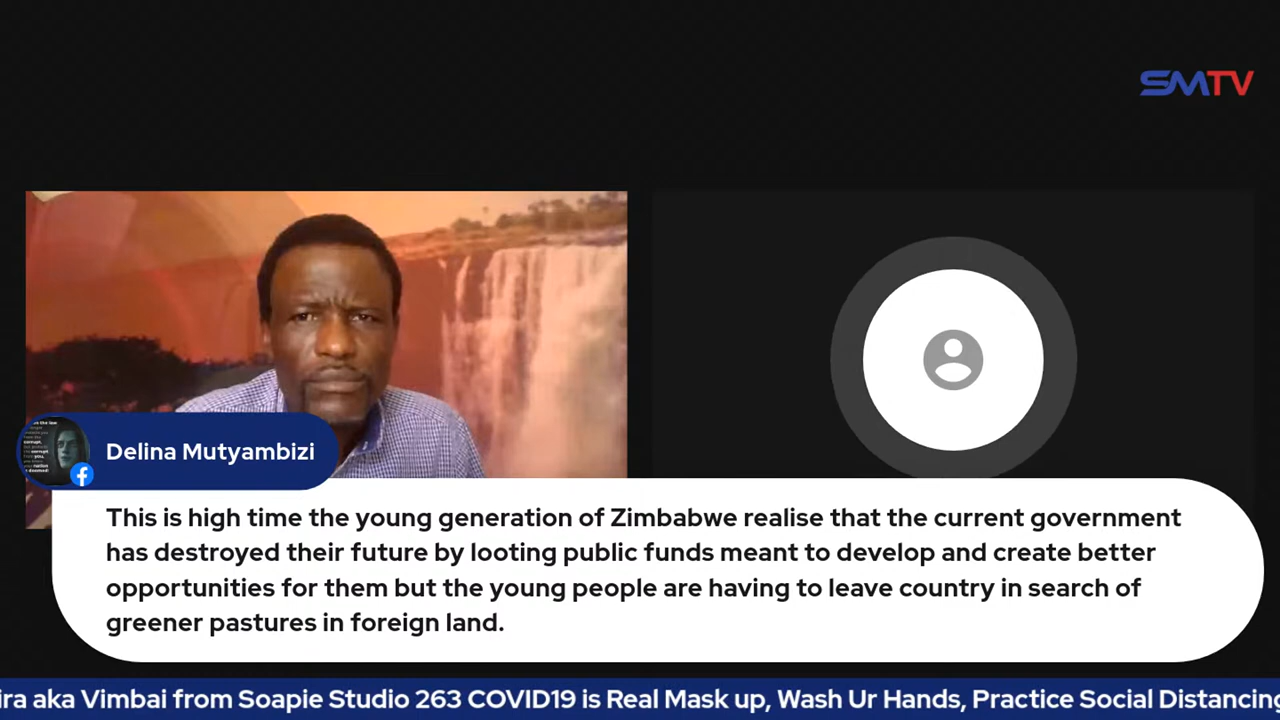 SMTV
Delina Mutyambizi
This is high time the young generation of Zimbabwe realise that the current government
has destroyed their future by looting public funds meant to develop and create better
opportunities for them but the young people are having to leave country in search of
greener pastures in foreign land.
ira aka Vimbai from Soapie Studio 263 COVID19 is Real Mask up, Wash Ur Hands, Practice Social Distancing